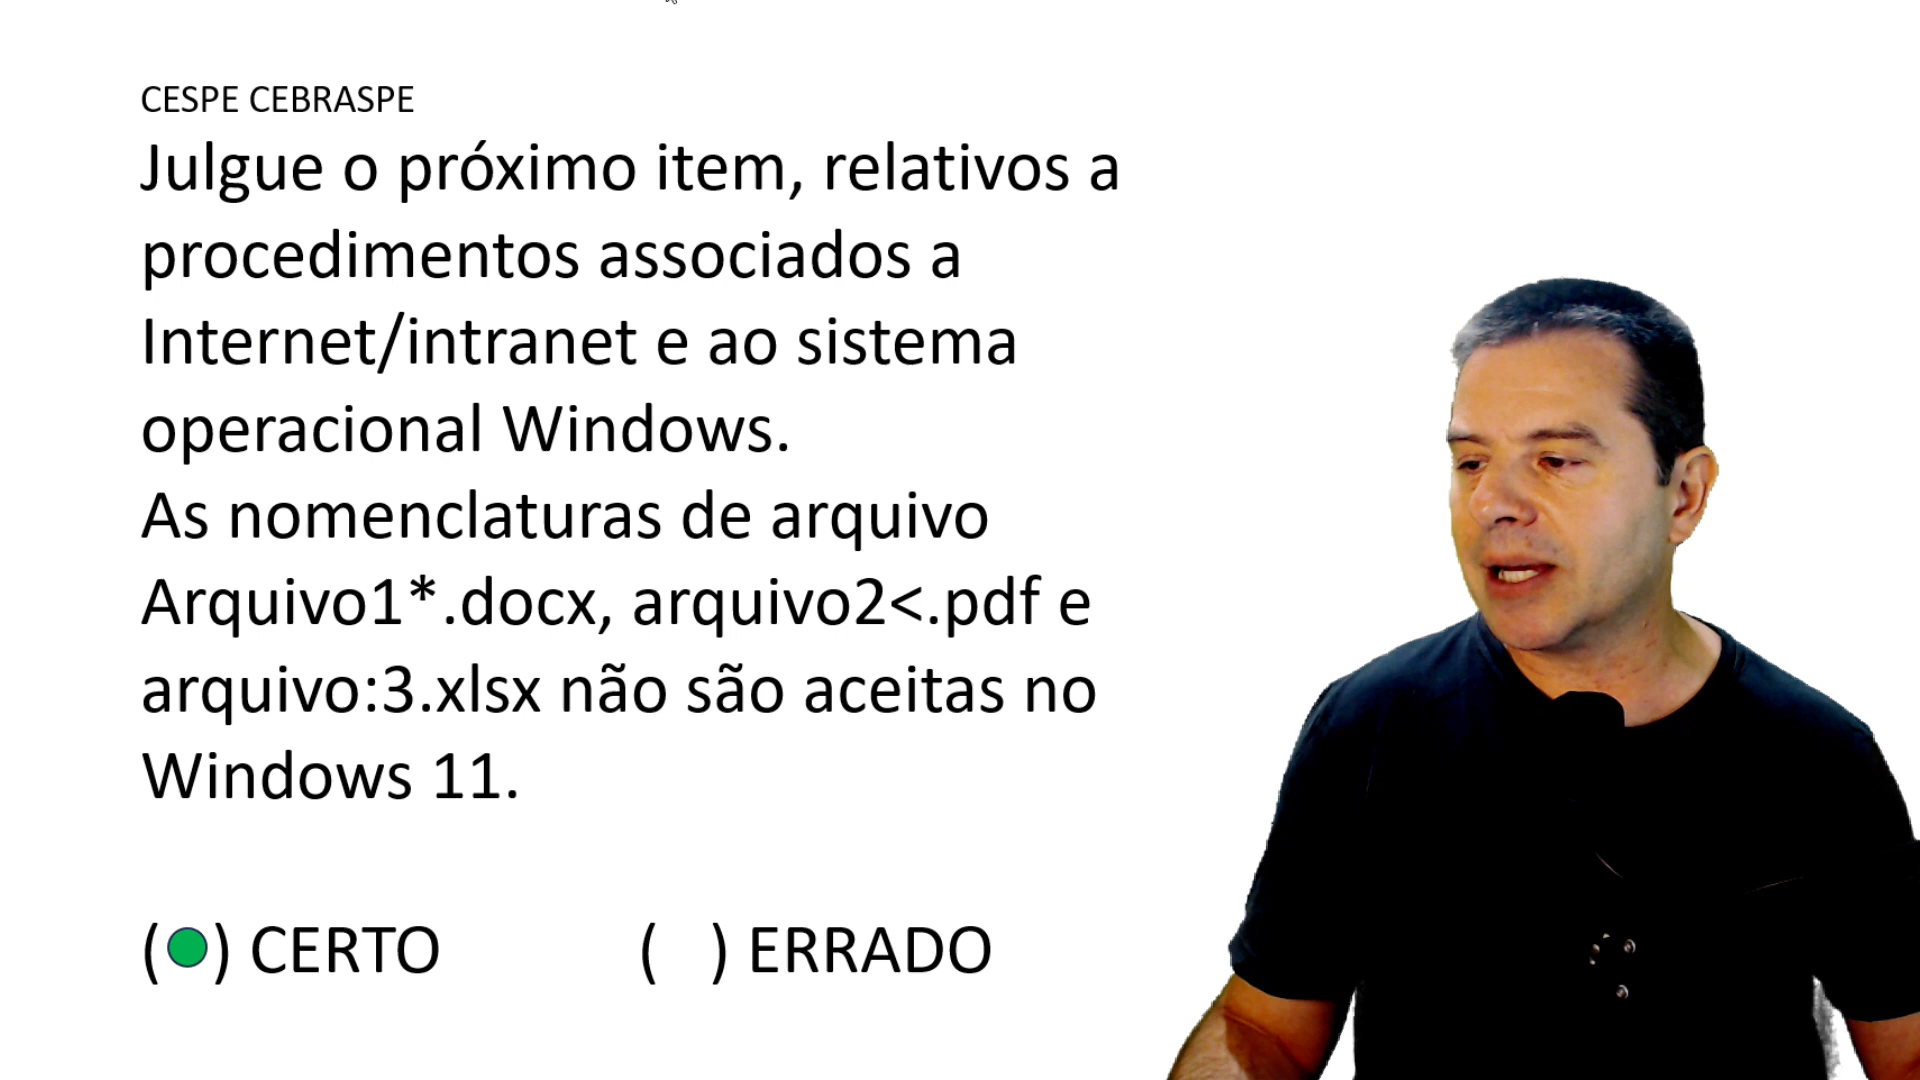 CESPE CEBRASPE
Julgue o próximo item, relativos a
procedimentos associados a
Internet/intranet e ao sistema
operacional Windows.
As nomenclaturas de arquivo
Arquivo1*.docx, arquivo2<.pdf e
arquivo:3.xlsx não são aceitas no
Windows 11.
( ) CERTO ( ) ERRADO